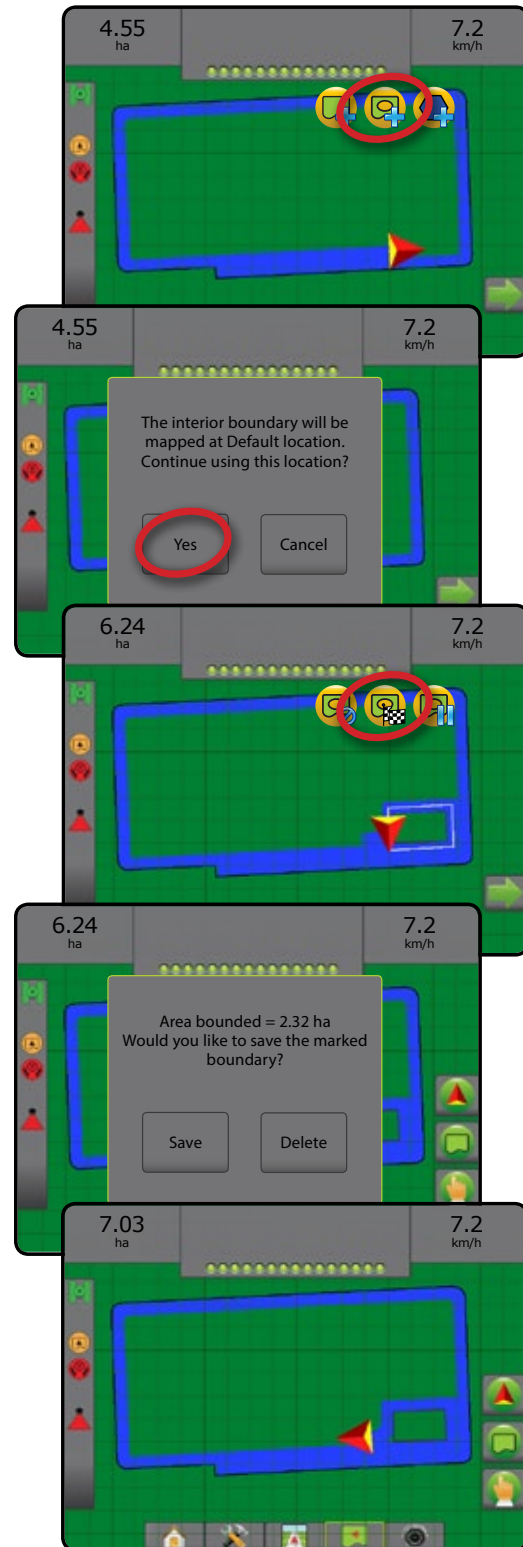 4.55
ha
7.2
km/h
4.55
ha
7.2
km/h
The interior boundary will be
mapped at Default location.
Continue using this location?
Yes
Cancel
6.24
ha
7.2
km/h
6.24
ha
7.2
km/h
Area bounded = 2.32 ha
Would you like to save the marked
boundary?
Save
Delete
7.03
ha
7.2
km/h